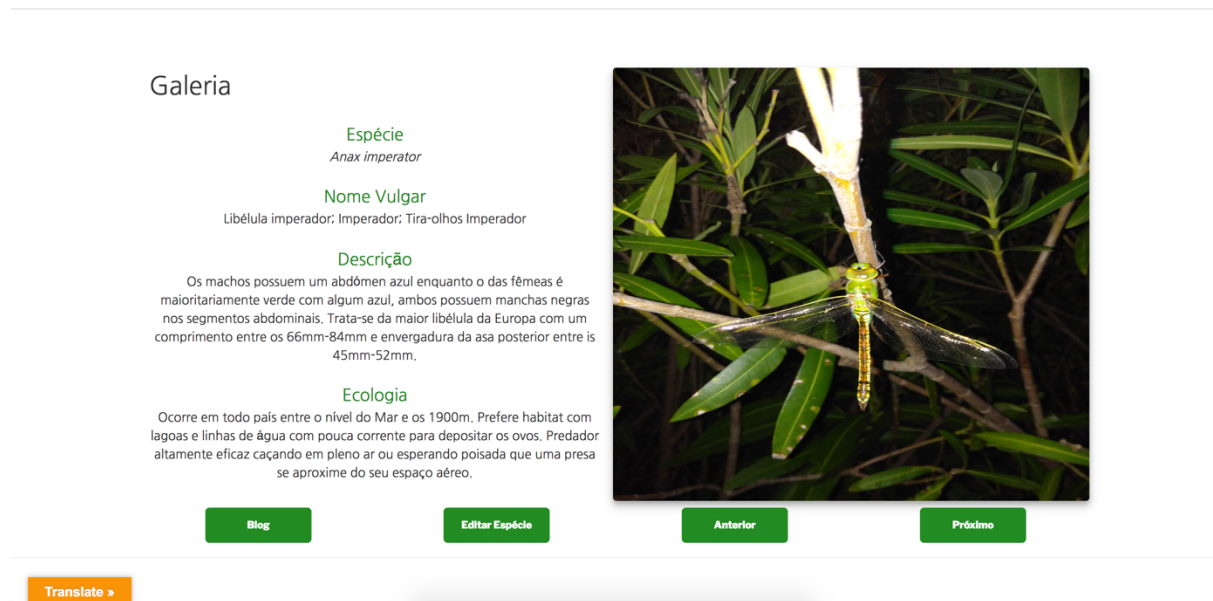 Galeria
Espécie
Anax imperator
Nome Vulgar
Libélula imperador; Imperador; Tira-olhos Imperador
Descrição
Os machos possuem um abdómen azul enquanto o das fêmeas é
maioritariamente verde com algum azul, ambos possuem manchas negras
nos segmentos abdominais. Trata-se da maior libélula da Europa com um
comprimento entre os 66mm-84mm e envergadura da asa posterior entre is
45mm-52mm.
Ecologia
Ocorre em todo país entre o nível do Mar e os 1900m. Prefere habitat com
lagoas e linhas de água com pouca corrente para depositar os ovos. Predador
altamente eficaz caçando em pleno ar ou esperando poisada que uma presa
se aproxime do seu espaço aéreo.
Blog
Editar Espécie
Anterior
Próximo
Translate »